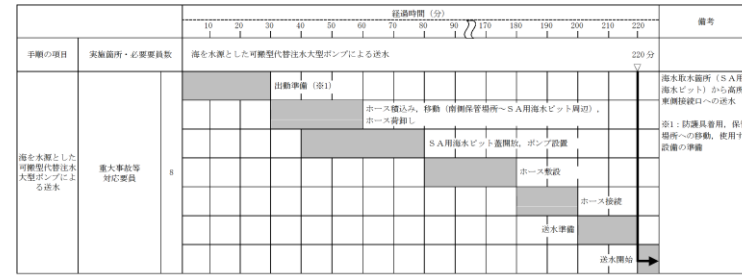 経過時間（分）
備考
10 20 30 40 50 60 70 80 90 170 180 190 200 210 220
手順の項目
実施箇所・必要要員数
海を水源とした可搬型代替注水大型ポンプによる送水
220 分
▽
海を水源とした
可搬型代替注水
大型ポンプによ
る送水
重大事故等
対応要員
8
出動準備（※1）
ホース積込み，移動（南側保管場所～ＳＡ用海水ピット周辺），
ホース荷卸し
ＳＡ用海水ピット蓋開放，ポンプ設置
ホース敷設
ホース接続
送水準備
送水開始
海水取水箇所（ＳＡ用
海水ピット）から高所
東側接続口への送水
※1：防護具着用，保管
場所への移動，使用す
設備の準備